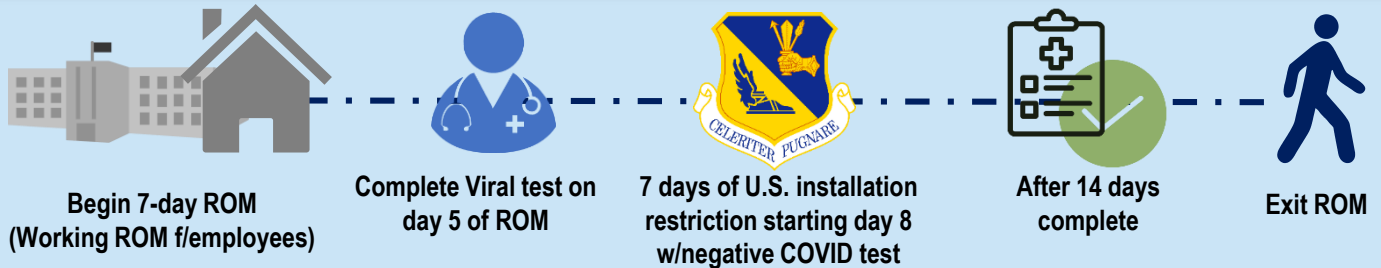 CELERITER PUGNARE
Begin 7-day ROM
(Working ROM f/employees)
Complete Viral test on
day 5 of ROM
7 days of U.S. installation
restriction starting day 8
w/negative COVID test
After 14 days
complete
Exit ROM